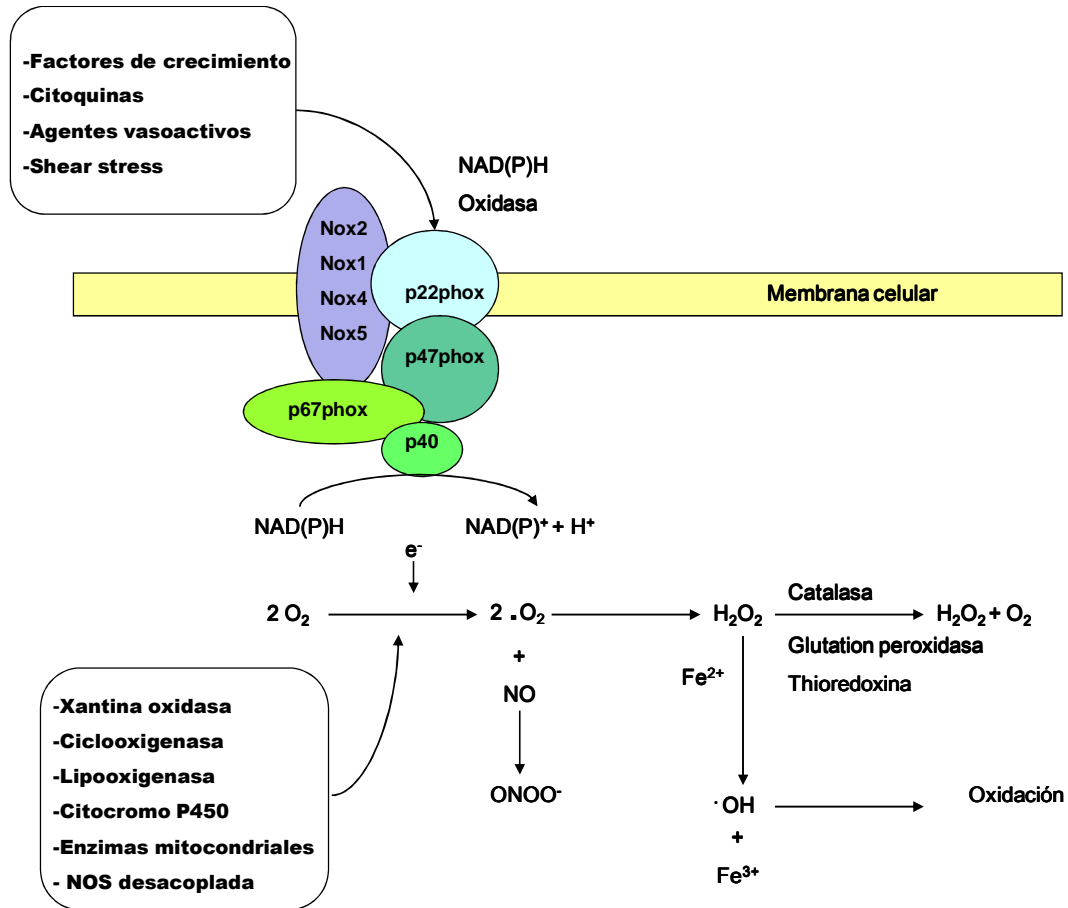 -Factores de crecimiento
-Citoquinas
-Agentes vasoactivos
-Shear stress
NAD(P)H
Oxidasa
Nox2
Nox1
Nox4
Nox5
p22phox
Membrana celular
p47phox
p67phox
p40
NAD(P)H
NAD(P)⁺ + H⁺
e⁻
2 O₂
2 .O₂
H₂O₂
Catalasa
H₂O₂ + O₂
Glutation peroxidasa
Thioredoxina
+
NO
Fe²⁺
ONOO⁻
·OH
Oxidación
+
Fe³⁺
-Xantina oxidasa
-Ciclooxigenasa
-Lipooxigenasa
-Citocromo P450
-Enzimas mitocondriales
- NOS desacoplada